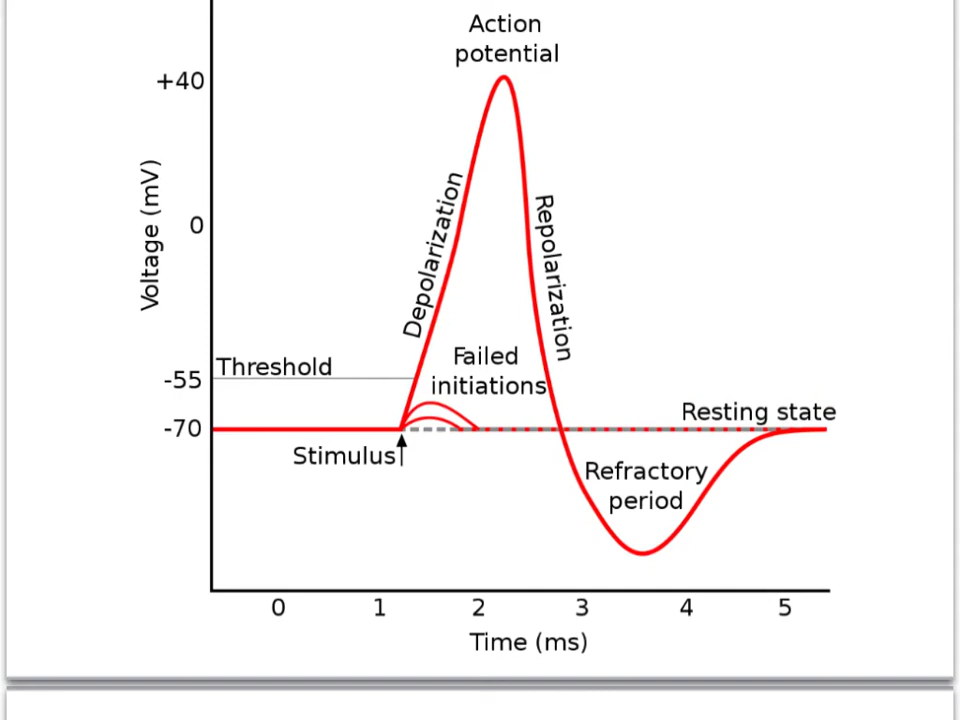 Action
potential
+40
Voltage (mV)
0
Depolarization
Repolarization
Failed
initiations
Threshold
-55
Resting state
-70
Stimulus
Refractory
period
0 1 2 3 4 5
Time (ms)